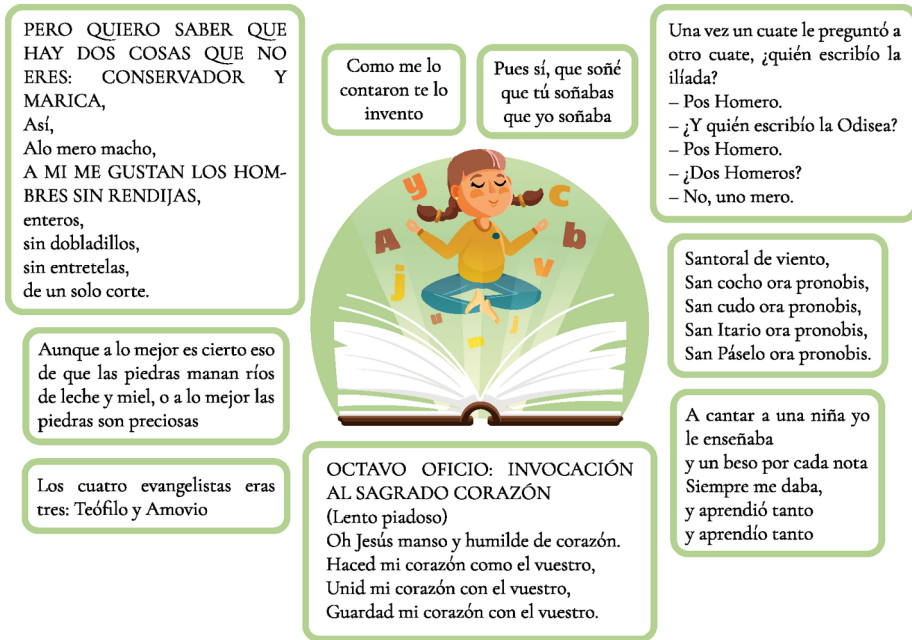 PERO QUIERO SABER QUE
HAY DOS COSAS QUE NO
ERES: CONSERVADOR Y
MARICA,
Así,
Alo mero macho,
A MI ME GUSTAN LOS HOM-
BRES SIN RENDIJAS,
enteros,
sin dobladillos,
sin entretelas,
de un solo corte.
Como me lo
contaron te lo
invento
Pues sí, que soñé
que tú soñabas
que yo soñaba
Una vez un cuate le preguntó a
otro cuate, ¿quién escribío la
ilíada?
– Pos Homero.
– ¿Y quién escribío la Odisea?
– Pos Homero.
– ¿Dos Homeros?
– No, uno mero.
y
c
A
b
j
v
u
j
m
Santoral de viento,
San cocho ora pronobis,
San cudo ora pronobis,
San Itario ora pronobis,
San Páselo ora pronobis.
Aunque a lo mejor es cierto eso
de que las piedras manan ríos
de leche y miel, o a lo mejor las
piedras son preciosas
Los cuatro evangelistas eras
tres: Teófilo y Amovio
OCTAVO OFICIO: INVOCACIÓN
AL SAGRADO CORAZÓN
(Lento piadoso)
Oh Jesús manso y humilde de corazón.
Haced mi corazón como el vuestro,
Unid mi corazón con el vuestro,
Guardad mi corazón con el vuestro.
A cantar a una niña yo
le enseñaba
y un beso por cada nota
Siempre me daba,
y aprendió tanto
y aprendío tanto